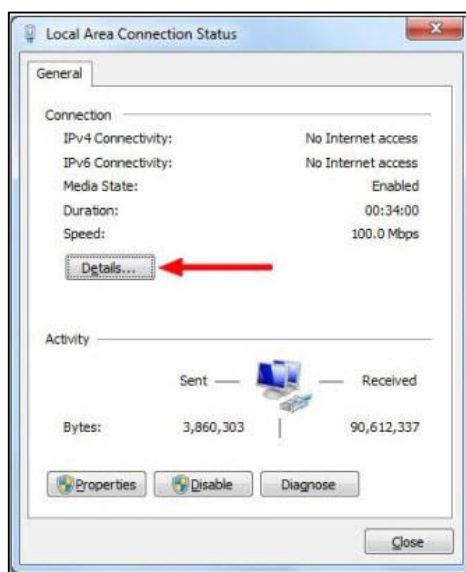 Local Area Connection Status
General
Connection
IPv4 Connectivity: No Internet access
IPv6 Connectivity: No Internet access
Media State: Enabled
Duration: 00:34:00
Speed: 100.0 Mbps
Details...
Activity
Sent Received
Bytes: 3,860,303 90,612,337
Properties Disable Diagnose
Close